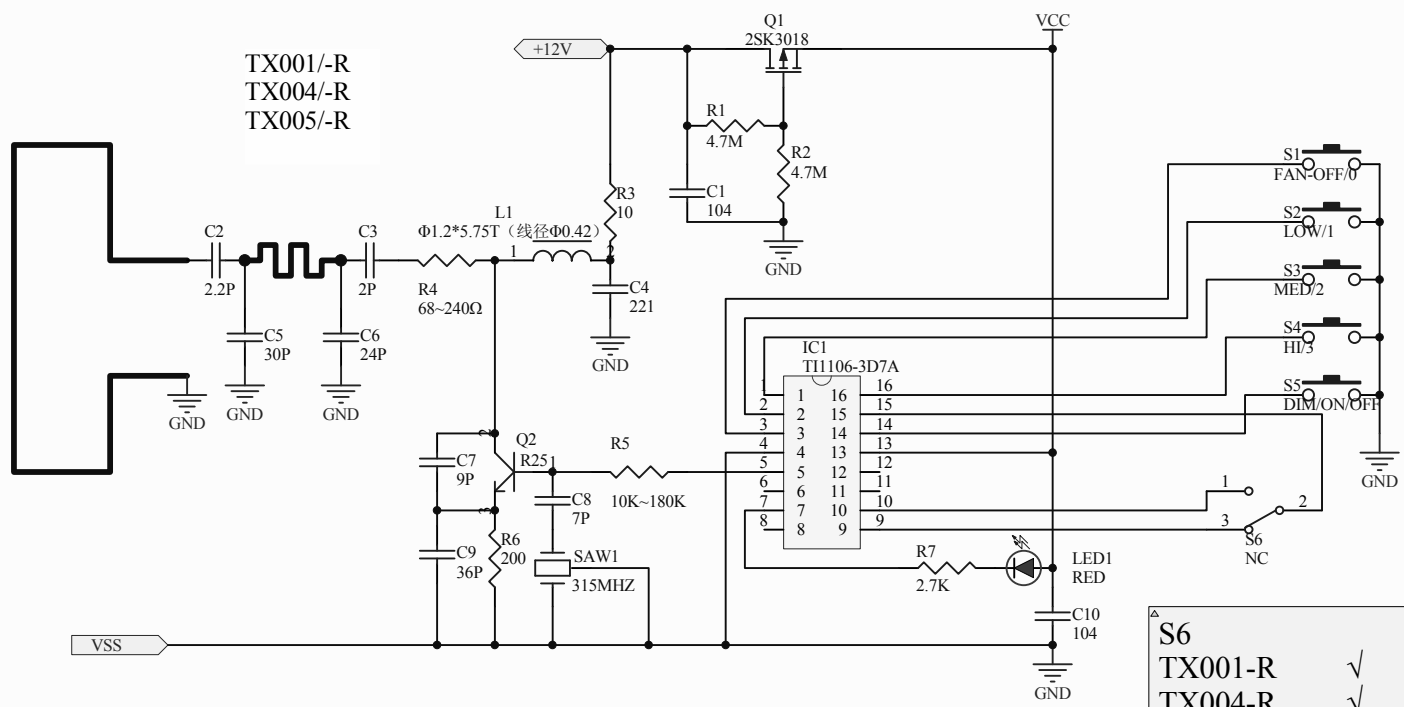 TX001/-R
TX004/-R
TX005/-R
+12V
Q1
2SK3018
VCC
R1
4.7M
R2
4.7M
C1
104
GND
R3
10
L1
Φ1.2*5.75T（线径Φ0.42）
1
2
C2
2.2P
C3
2P
R4
68~240Ω
C4
221
GND
C5
30P
GND
C6
24P
GND
GND
S1
FAN-OFF/0
S2
LOW/1
S3
MED/2
S4
HI/3
S5
DIM/ON/OFF
GND
IC1
TI1106-3D7A
1 1 16 16
2 2 15 15
3 3 14 14
4 4 13 13
5 5 12 12
6 6 11 11
7 7 10 10
8 8 9 9
1
2
3
S6
NC
2
Q2
R25
1
3
R5
10K~180K
C7
9P
C8
7P
C9
36P
R6
200
SAW1
315MHZ
R7
2.7K
LED1
RED
C10
104
VSS
GND
S6
TX001-R √
TX004-R √